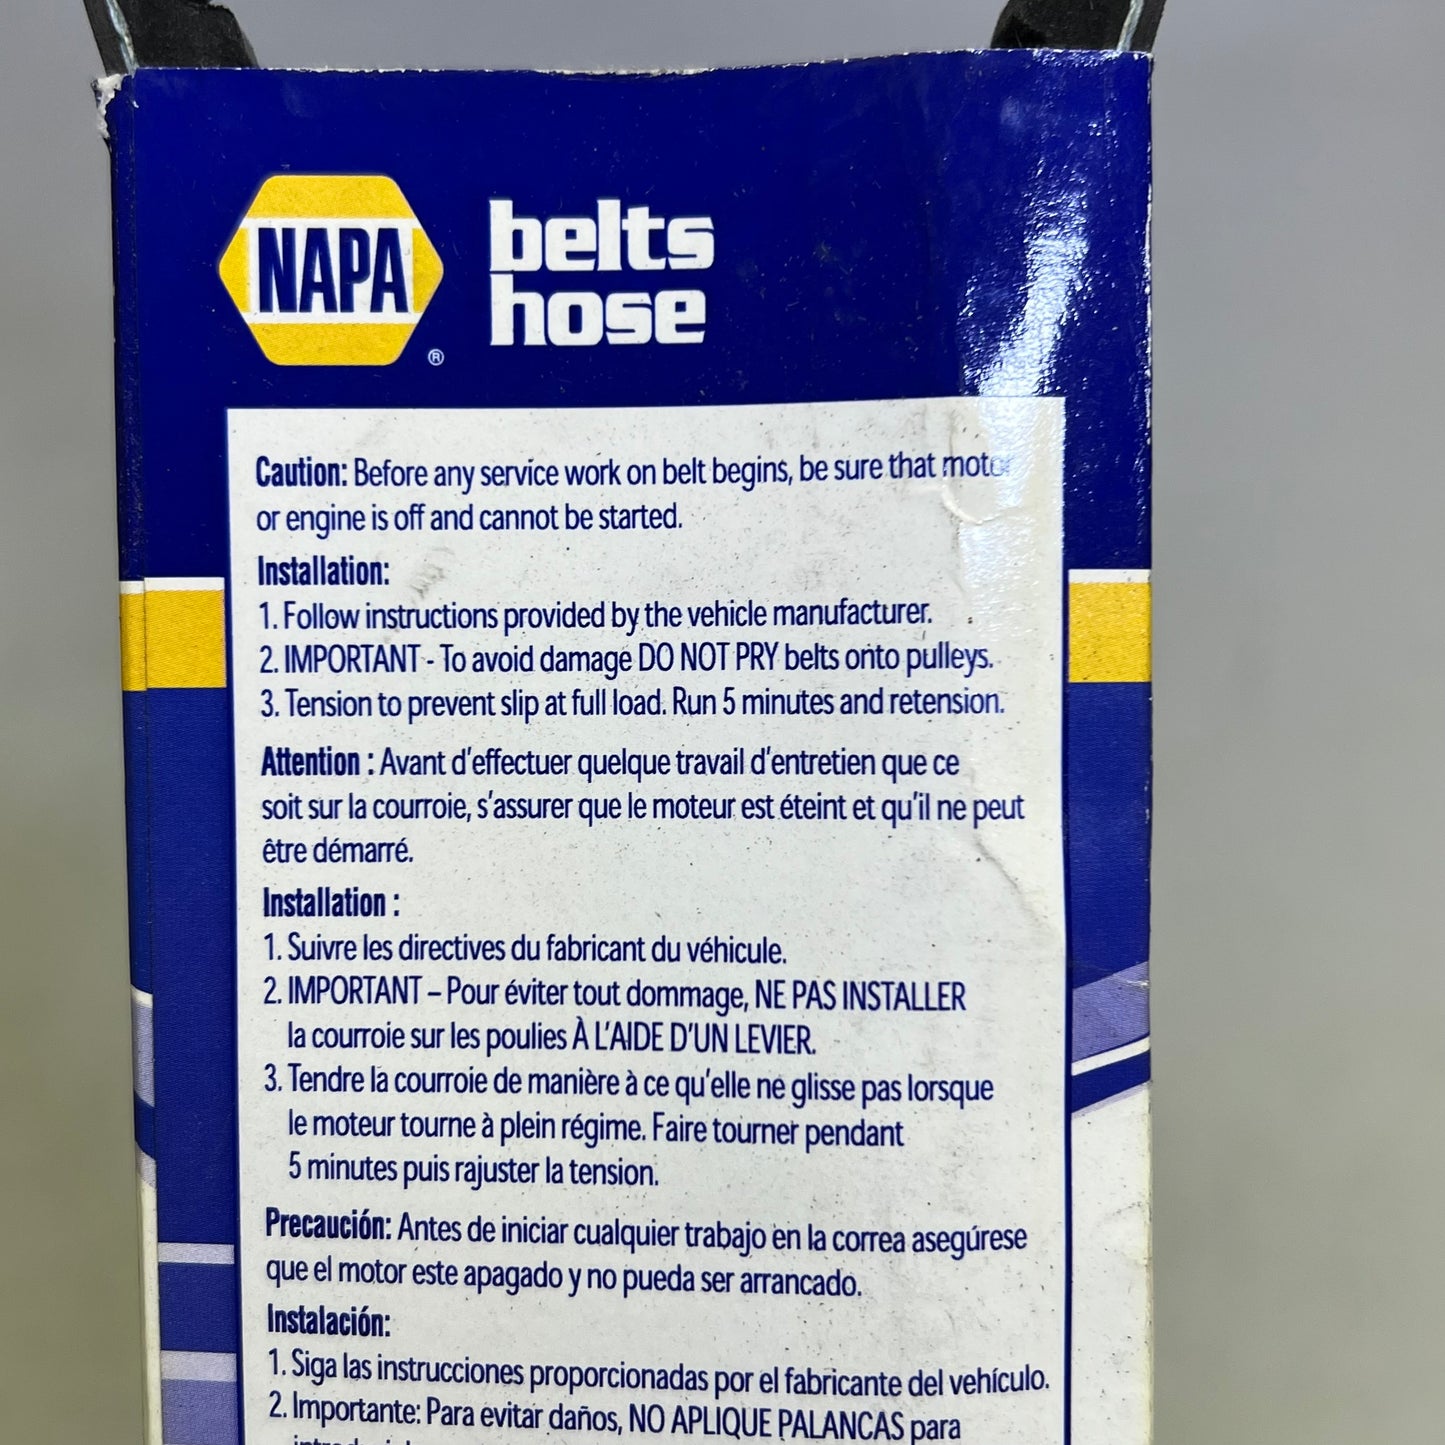 NAPA
®
belts
hose
Caution: Before any service work on belt begins, be sure that motor
or engine is off and cannot be started.
Installation:
1. Follow instructions provided by the vehicle manufacturer.
2. IMPORTANT - To avoid damage DO NOT PRY belts onto pulleys.
3. Tension to prevent slip at full load. Run 5 minutes and retension.
Attention : Avant d'effectuer quelque travail d'entretien que ce
soit sur la courroie, s'assurer que le moteur est éteint et qu'il ne peut
être démarré.
Installation :
1. Suivre les directives du fabricant du véhicule.
2. IMPORTANT – Pour éviter tout dommage, NE PAS INSTALLER
la courroie sur les poulies À L'AIDE D'UN LEVIER.
3. Tendre la courroie de manière à ce qu'elle ne glisse pas lorsque
le moteur tourne à plein régime. Faire tourner pendant
5 minutes puis rajuster la tension.
Precaución: Antes de iniciar cualquier trabajo en la correa asegúrese
que el motor este apagado y no pueda ser arrancado.
Instalación:
1. Siga las instrucciones proporcionadas por el fabricante del vehículo.
2. Importante: Para evitar daños, NO APLIQUE PALANCAS para